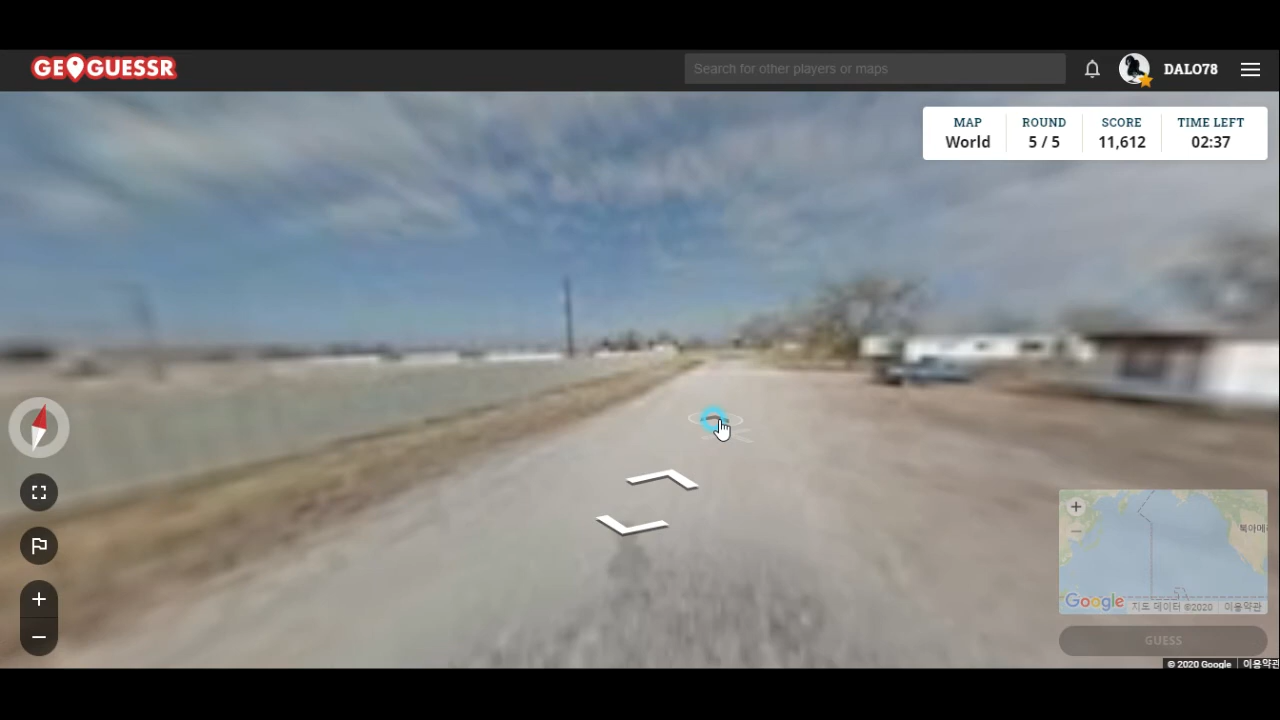 GEOGUESSR
Search for other players or maps
DALO78
MAP
World
ROUND
5 / 5
SCORE
11,612
TIME LEFT
02:37
북아메
Google
지도 데이터 ©2020
이용약관
GUESS
© 2020 Google
이용약관